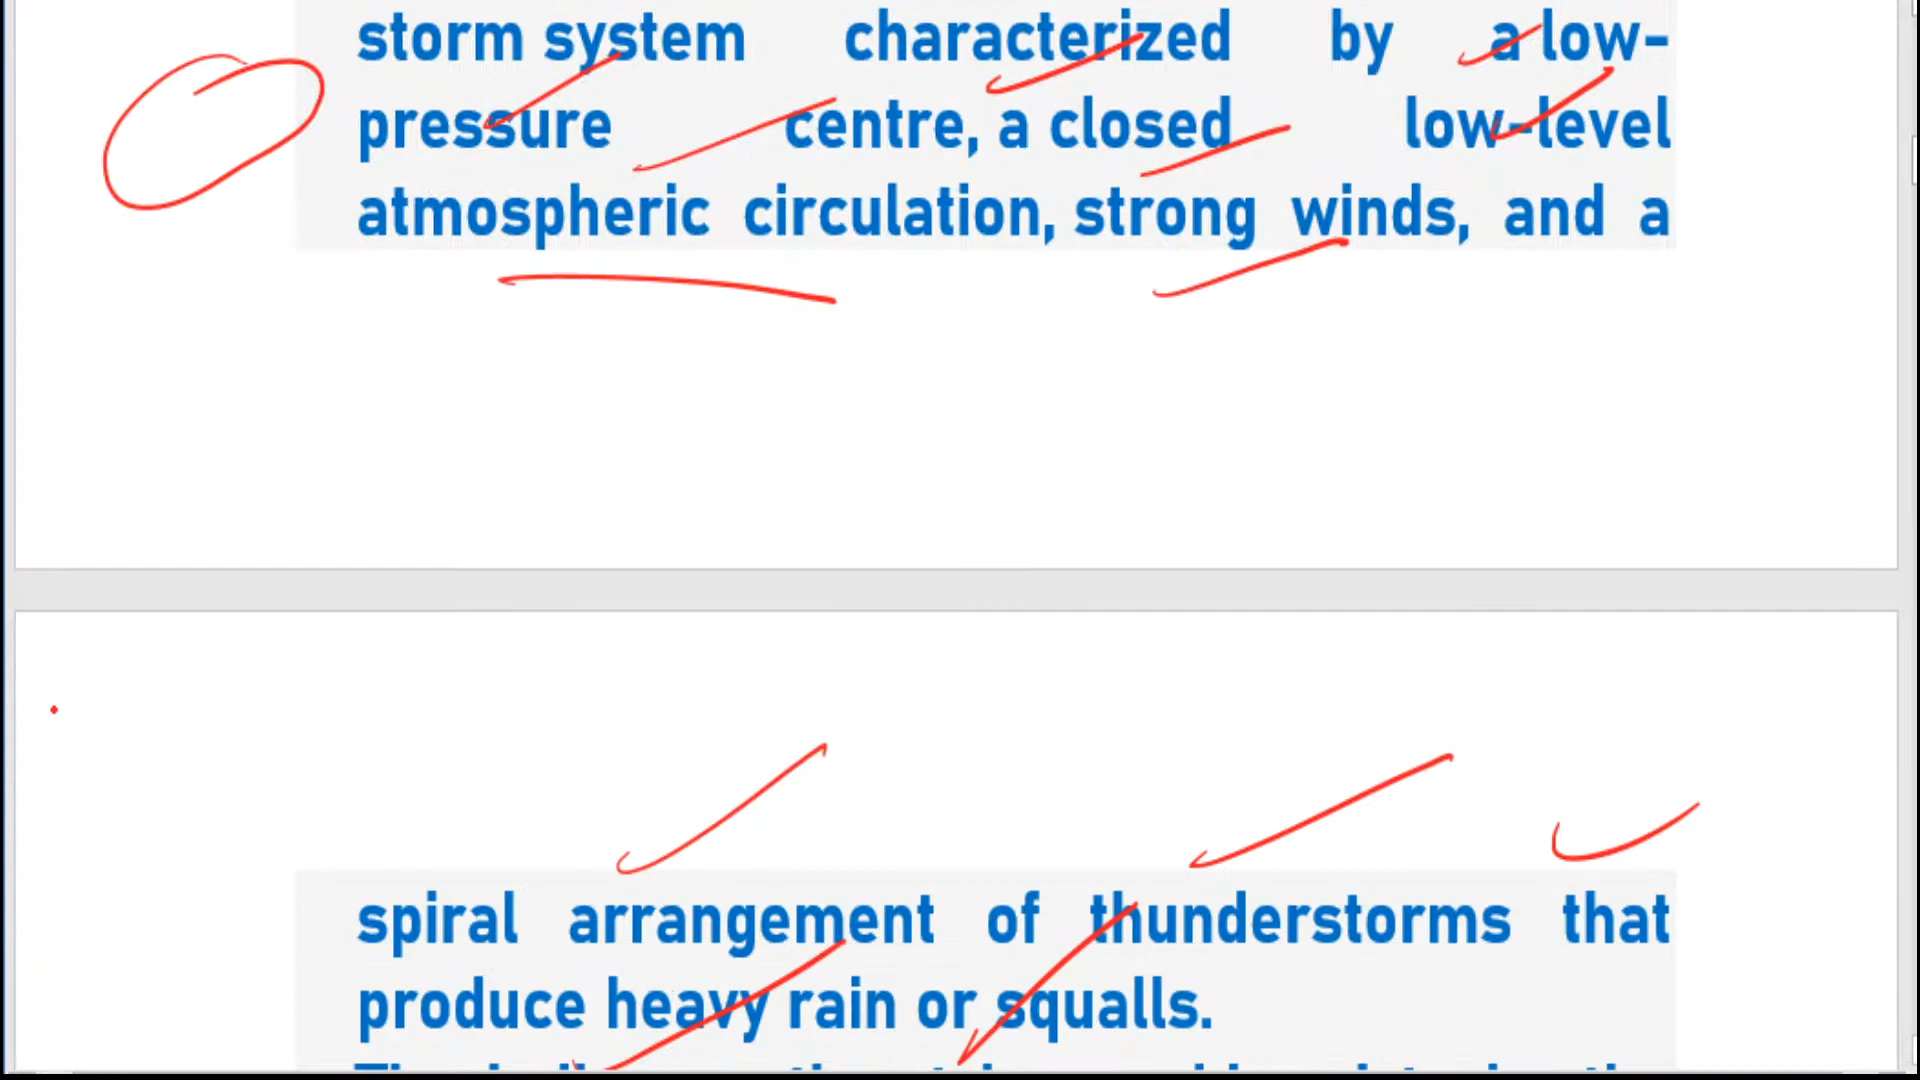 storm system characterized by a low-
pressure centre, a closed low-level
atmospheric circulation, strong winds, and a
spiral arrangement of thunderstorms that
produce heavy rain or squalls.